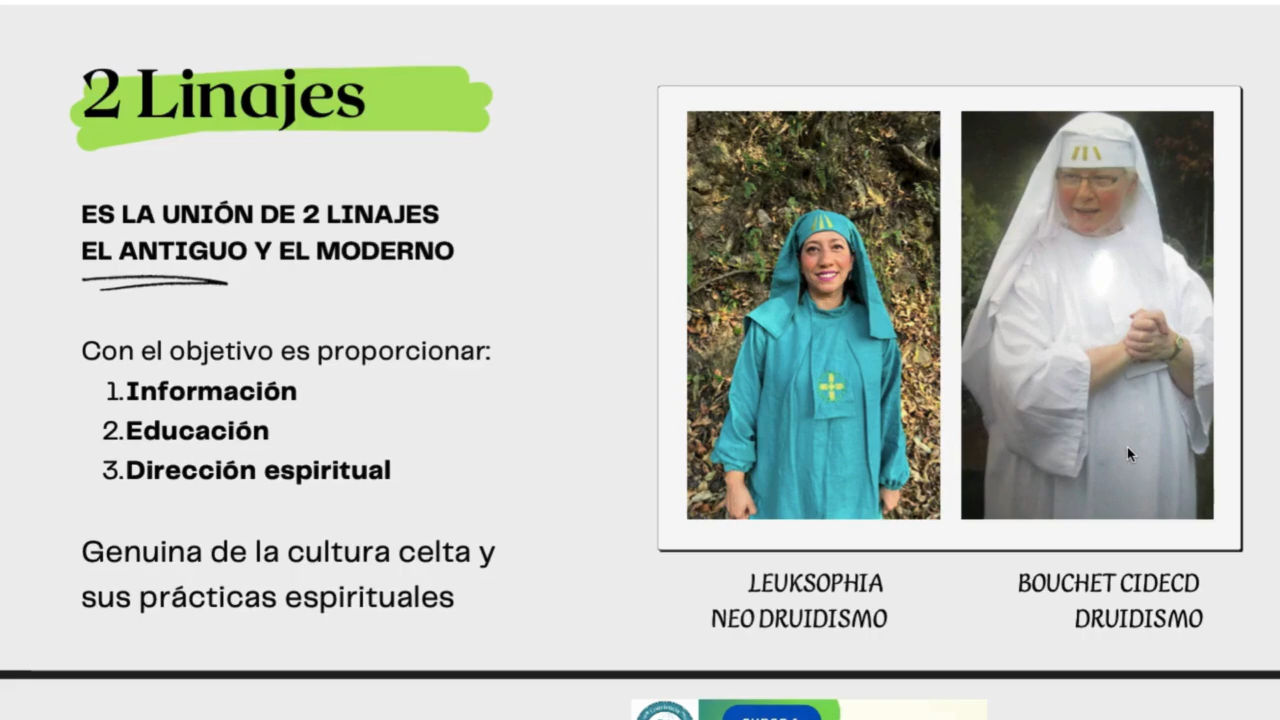 2 Linajes
ES LA UNIÓN DE 2 LINAJES
EL ANTIGUO Y EL MODERNO
Con el objetivo es proporcionar:
1.Información
2.Educación
3.Dirección espiritual
Genuina de la cultura celta y
sus prácticas espirituales
LEUKSOPHIA
NEO DRUIDISMO
BOUCHET CIDECD
DRUIDISMO